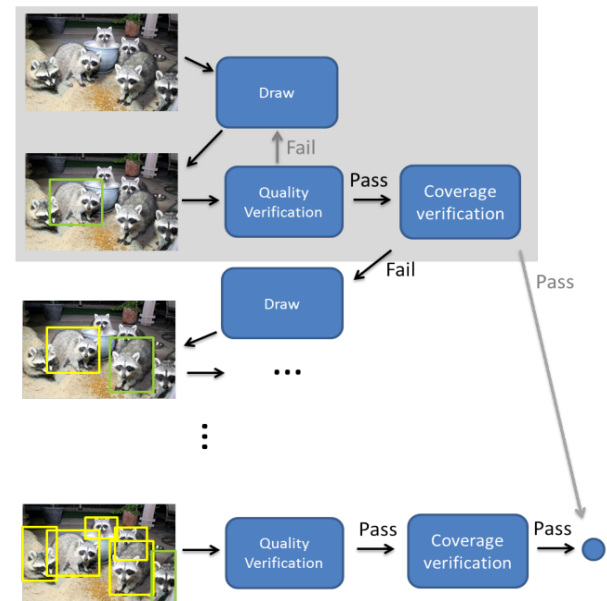 Draw
Fail
Quality
Verification
Pass
Coverage
verification
Fail
Draw
Pass
...
Quality
Verification
Pass
Coverage
verification
Pass